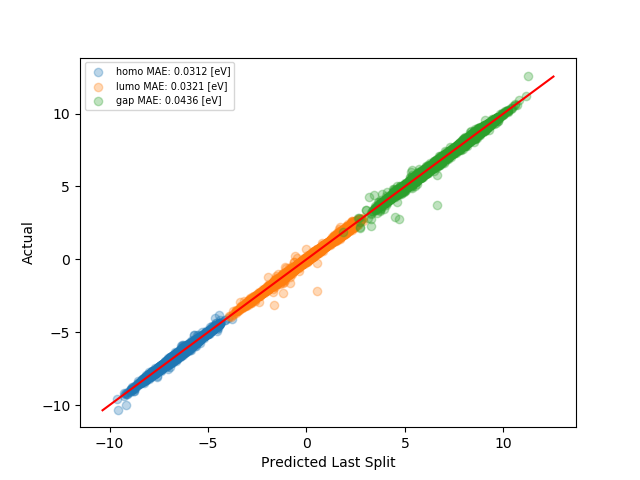 homo MAE: 0.0312 [eV]
lumo MAE: 0.0321 [eV]
gap MAE: 0.0436 [eV]
10
5
0
−5
−10
Actual
−10 −5 0 5 10
Predicted Last Split